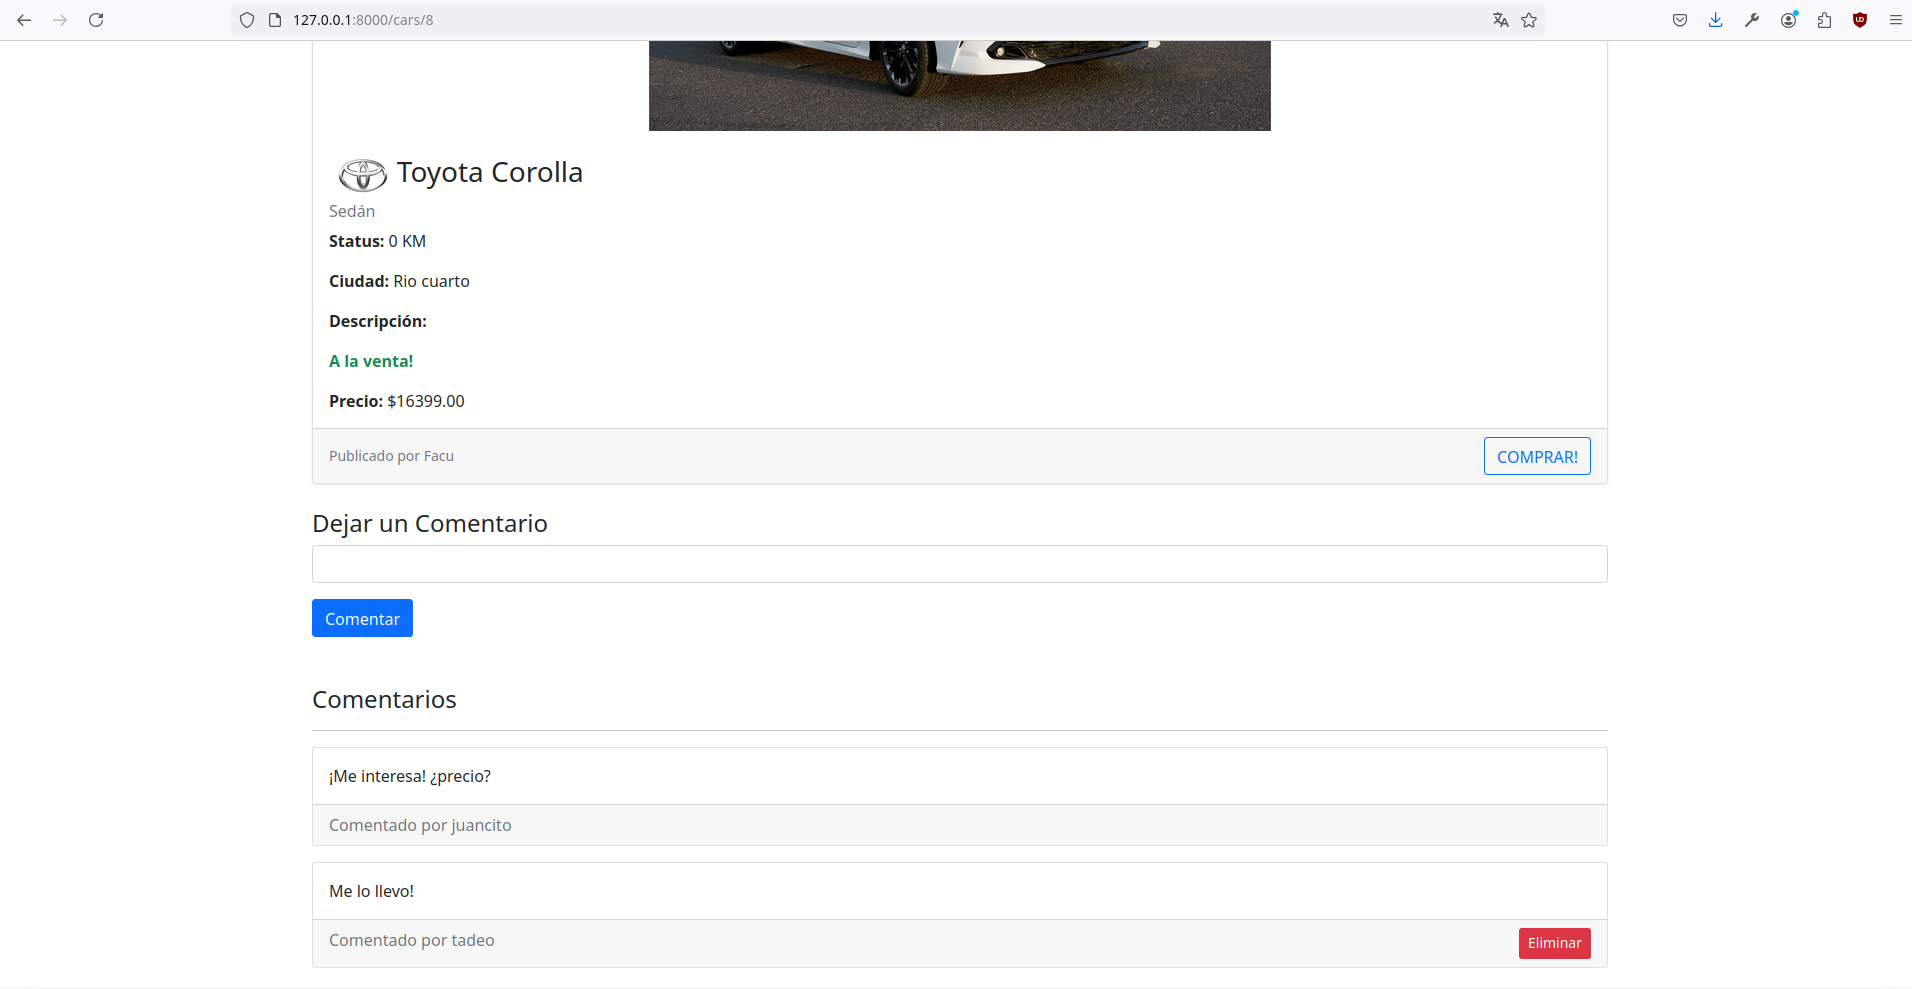 127.0.0.1:8000/cars/8
Toyota Corolla
Sedán
Status: 0 KM
Ciudad: Rio cuarto
Descripción:
A la venta!
Precio: $16399.00
Publicado por Facu
COMPRAR!
Dejar un Comentario
Comentar
Comentarios
¡Me interesa! ¿precio?
Comentado por juancito
Me lo llevo!
Comentado por tadeo
Eliminar